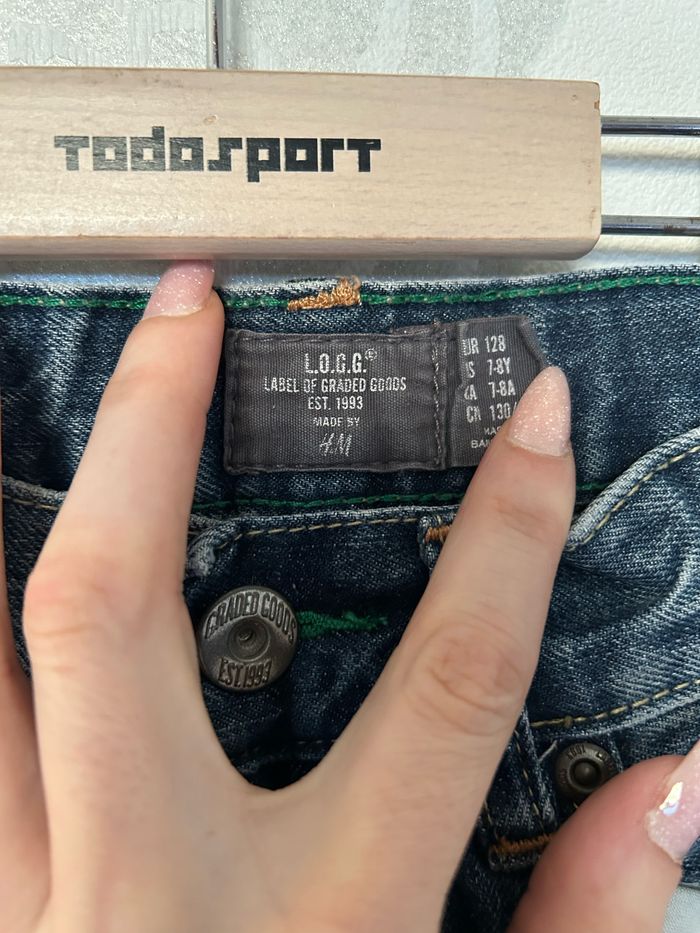 Todosport
L.O.G.G.®
LABEL OF GRADED GOODS
EST. 1993
MADE BY
H&M
UR 128
7-8Y
7-8A
CN 130/
GRADED GOODS
EST. 1993